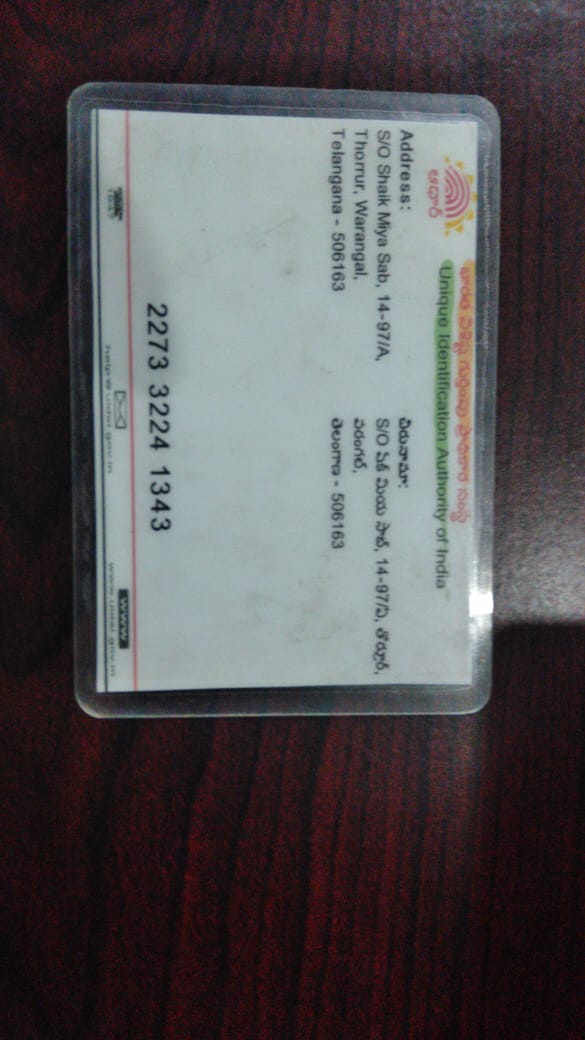 భారత విశిష్ట గుర్తింపు ప్రాధికార సంస్థ
ఆధార్
Unique Identification Authority of India
Address:
S/O Shaik Miya Sab, 14-97/A,
Thorrur, Warangal,
Telangana - 506163
చిరునామా:
S/O షేక్ మియ సాబ్, 14-97/ఏ, తొర్రూర్,
వరంగల్,
తెలంగాణ - 506163
2273 3224 1343
1947
help@uidai.gov.in
WWW
www.uidai.gov.in